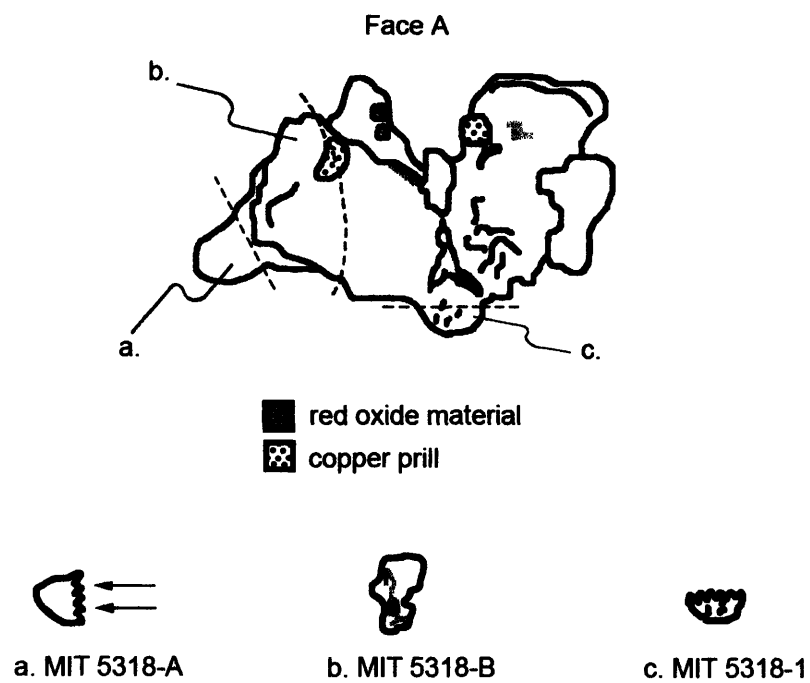 Face A
b.
a.
c.
red oxide material
copper prill
a. MIT 5318-A
b. MIT 5318-B
c. MIT 5318-1